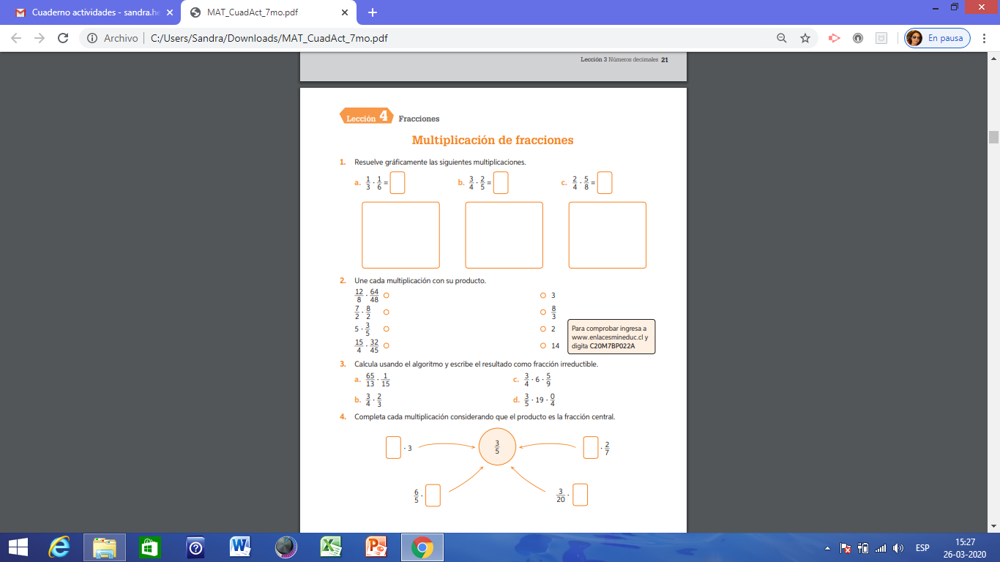 Cuaderno actividades - sandra.he
MAT_CuadAct_7mo.pdf
Archivo | C:/Users/Sandra/Downloads/MAT_CuadAct_7mo.pdf
En pausa
Lección 3 Números decimales 21
Lección 4 Fracciones
Multiplicación de fracciones
1. Resuelve gráficamente las siguientes multiplicaciones.
a. 1/3 · 1/6 = b. 3/4 · 2/5 = c. 2/4 · 5/8 =
2. Une cada multiplicación con su producto.
12/8 · 64/48 3
7/2 · 8/2 8/3
5 · 3/5 2
15/4 · 32/45 14
Para comprobar ingresa a
www.enlacesmineduc.cl y
digita C20M7BP022A
3. Calcula usando el algoritmo y escribe el resultado como fracción irreductible.
a. 65/13 · 1/15 c. 3/4 · 6 · 5/9
b. 3/4 · 2/3 d. 3/5 · 19 · 0/4
4. Completa cada multiplicación considerando que el producto es la fracción central.
· 3 3/5 · 2/7
6/5 · 3/20 ·
ESP
15:27
26-03-2020